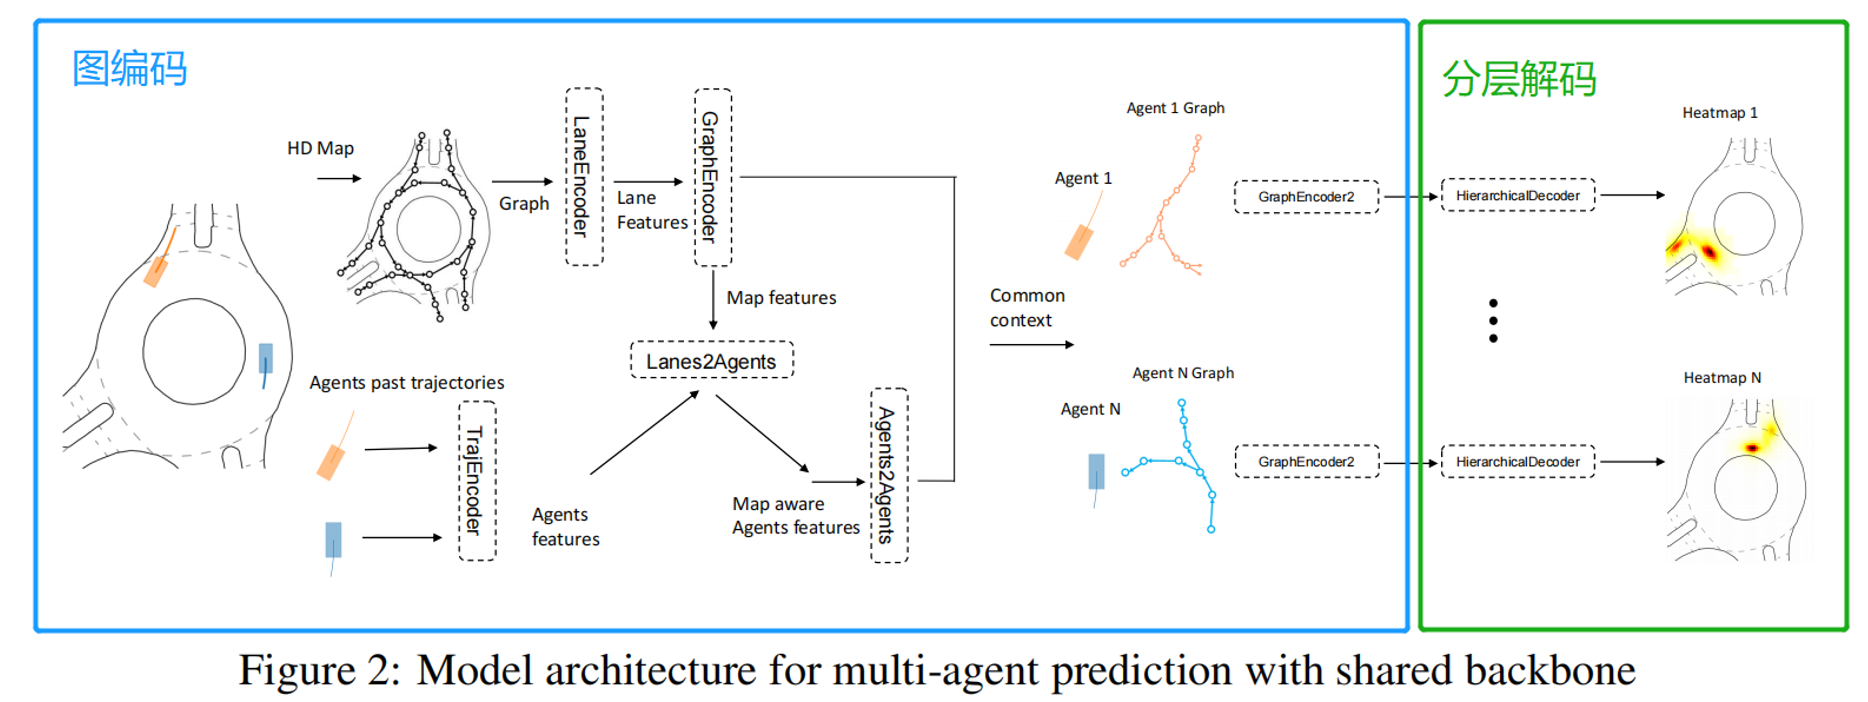 图编码
分层解码
HD Map
Graph
LaneEncoder
Lane
Features
GraphEncoder
Map features
Lanes2Agents
Agents past trajectories
TrajEncoder
Agents
features
Map aware
Agents features
Agents2Agents
Common
context
Agent 1 Graph
Agent 1
GraphEncoder2
HierarchicalDecoder
Heatmap 1
Agent N Graph
Agent N
GraphEncoder2
HierarchicalDecoder
Heatmap N
Figure 2: Model architecture for multi-agent prediction with shared backbone